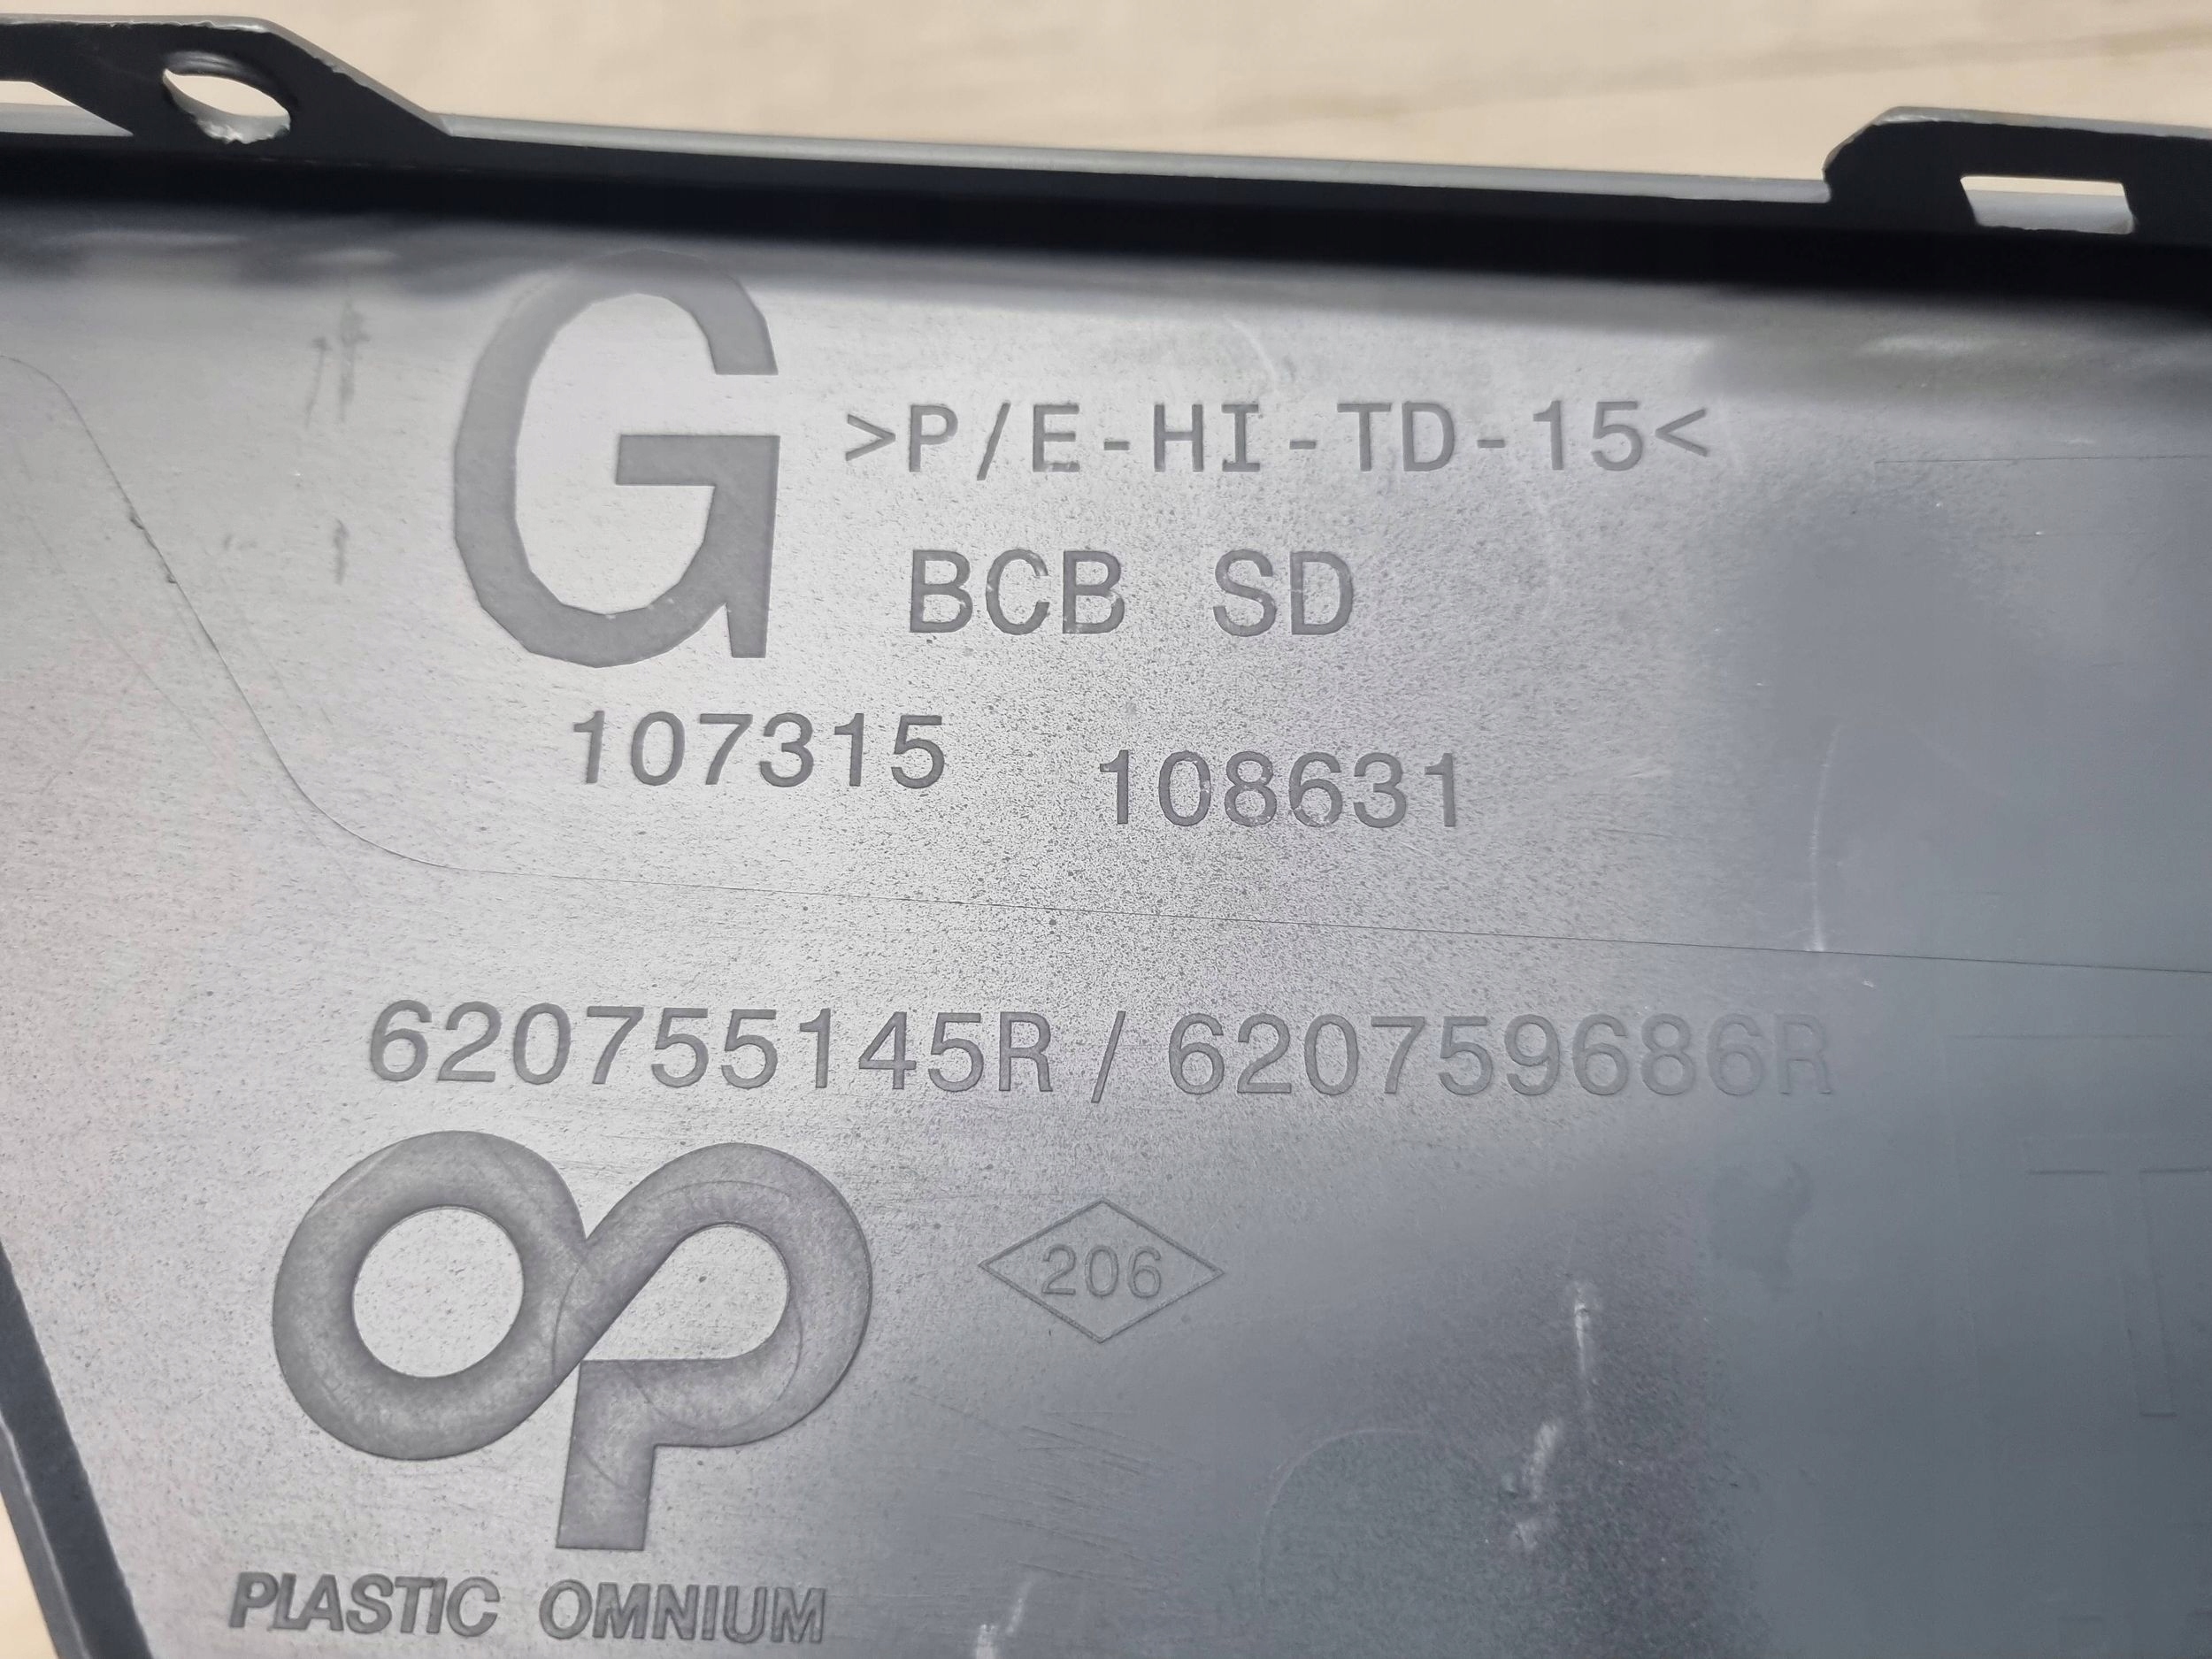 G
>P/E-HI-TD-15<
BCB SD
107315 108631
620755145R / 620759686R
206
PLASTIC OMNIUM
T